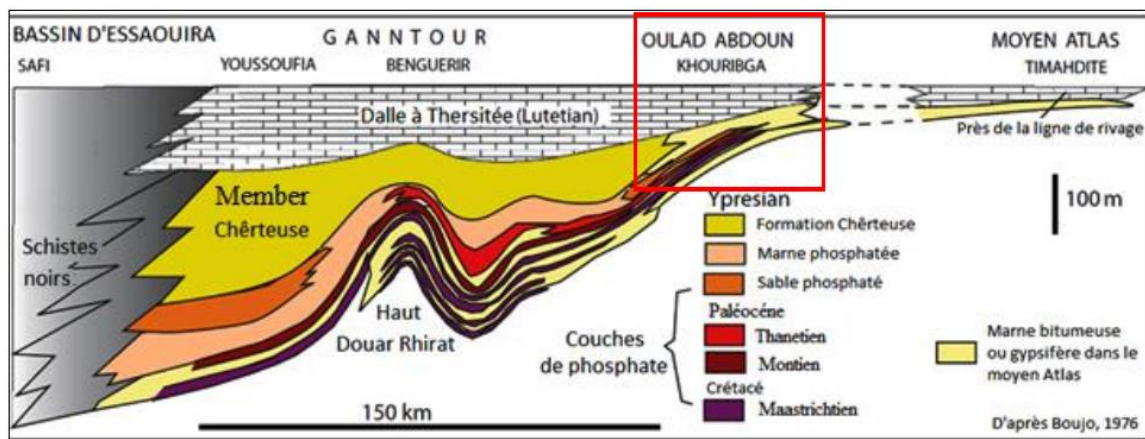 BASSIN D'ESSAOUIRA
SAFI
GANNTOUR
YOUSSOUFIA
BENGUERIR
OULAD ABDOUN
KHOURIBGA
MOYEN ATLAS
TIMAHDITE
Dalle à Thersitée (Lutetian)
Près de la ligne de rivage
Member
Chêrteuse
Schistes
noirs
Haut
Douar Rhirat
150 km
100 m
Ypresian
Formation Chêrteuse
Marne phosphatée
Sable phosphaté
Couches
de phosphate
Paléocéne
Thanetien
Montien
Crétacé
Maastrichtien
Marne bitumeuse
ou gypsifère dans le
moyen Atlas
D'après Boujo, 1976